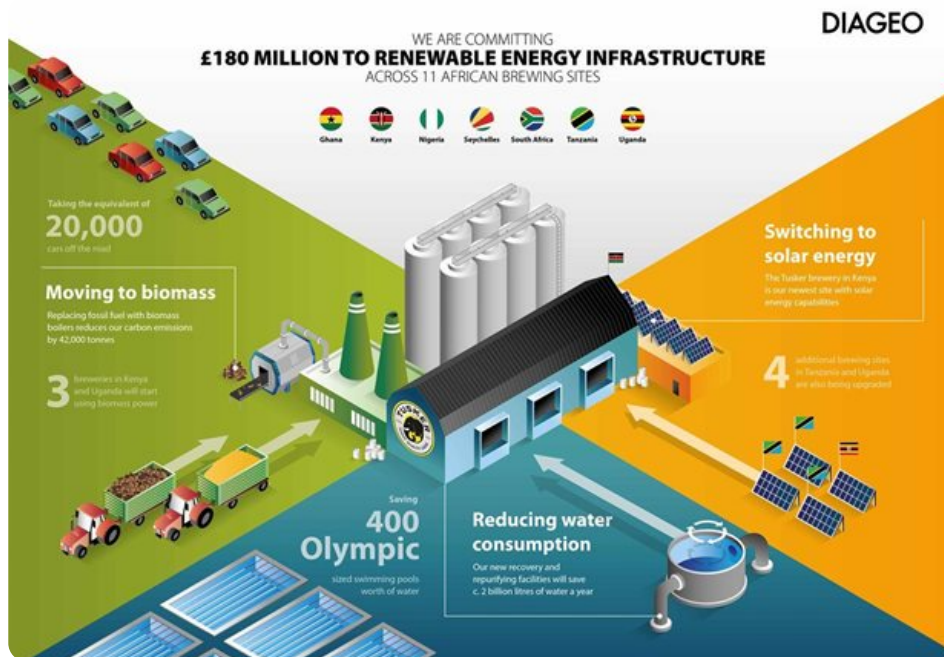 DIAGEO
WE ARE COMMITTING
£180 MILLION TO RENEWABLE ENERGY INFRASTRUCTURE
ACROSS 11 AFRICAN BREWING SITES
Ghana
Kenya
Nigeria
Seychelles
South Africa
Tanzania
Uganda
Taking the equivalent of
20,000
cars off the road
Moving to biomass
Replacing fossil fuel with biomass
boilers reduces our carbon emissions
by 42,000 tonnes
3
breweries in Kenya
and Uganda will start
using biomass power
Switching to
solar energy
The Tusker brewery in Kenya
is our newest site with solar
energy capabilities
4
additional brewing sites
in Tanzania and Uganda
are also being upgraded
TUSKER
Saving
400
Olympic
sized swimming pools
worth of water
Reducing water
consumption
Our new recovery and
repurifying facilities will save
c. 2 billion litres of water a year